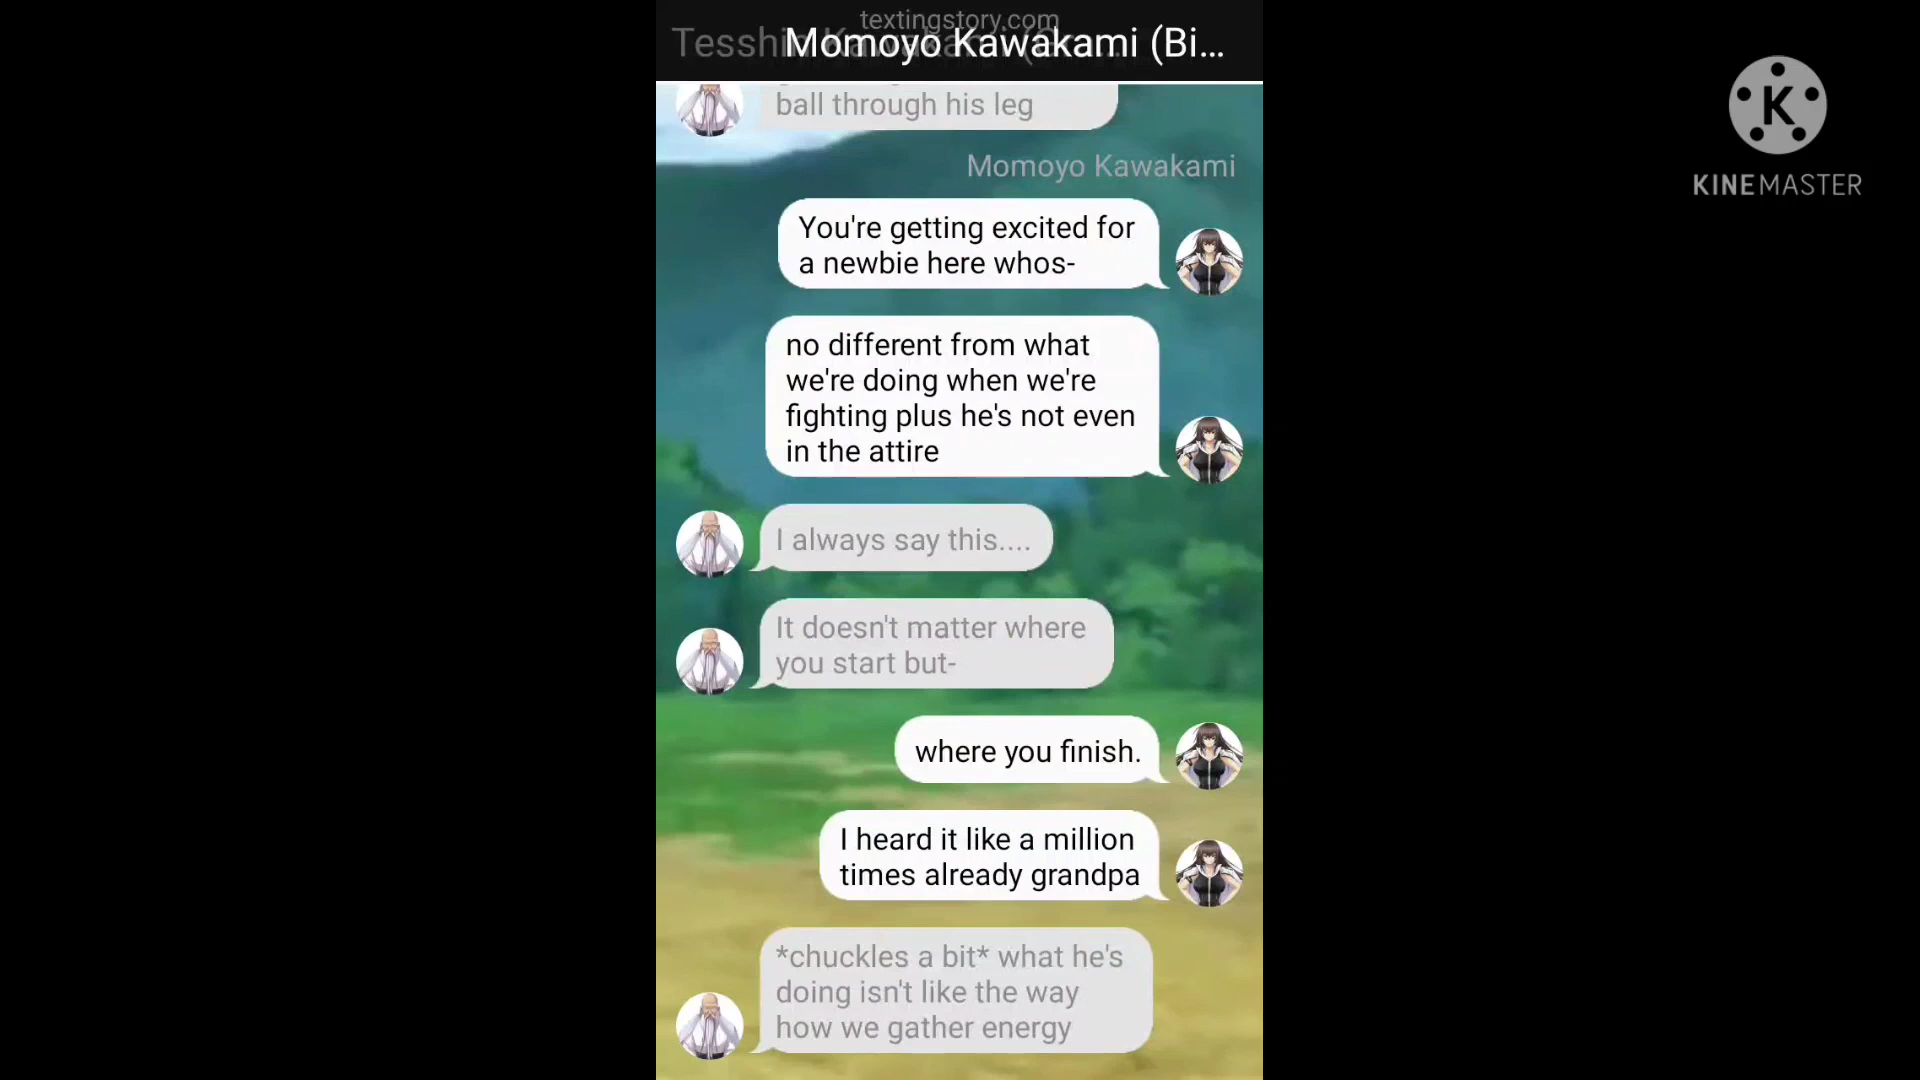 textingstory.com
Momoyo Kawakami (Bi...
ball through his leg
Momoyo Kawakami
You're getting excited for
a newbie here whos-
no different from what
we're doing when we're
fighting plus he's not even
in the attire
I always say this....
It doesn't matter where
you start but-
where you finish.
I heard it like a million
times already grandpa
*chuckles a bit* what he's
doing isn't like the way
how we gather energy
K
KINEMASTER